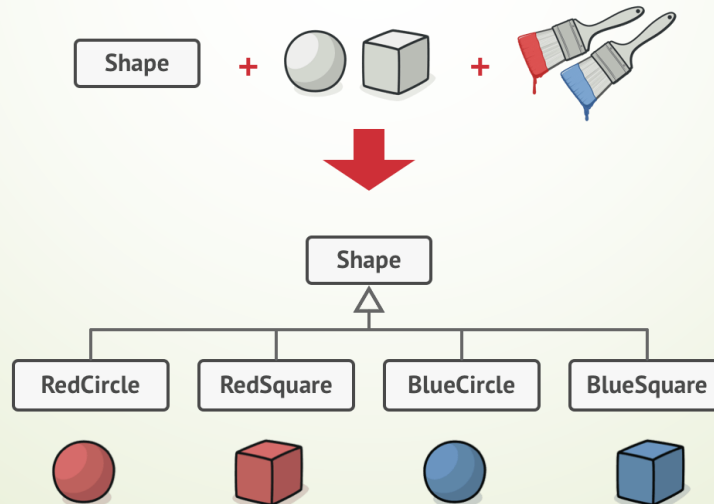 Shape
+
+
Shape
RedCircle
RedSquare
BlueCircle
BlueSquare